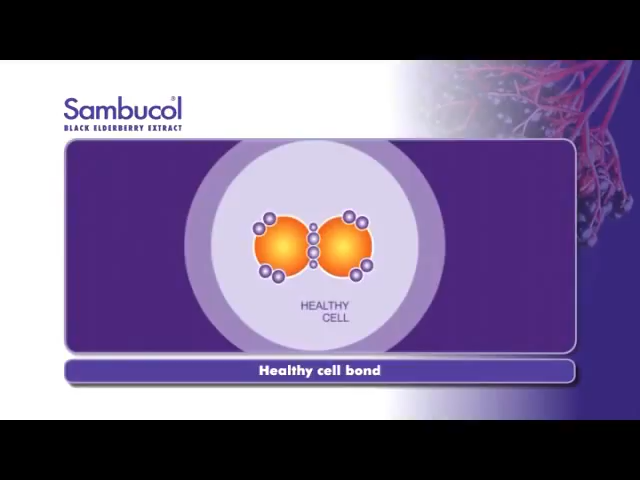 Sambucol®
BLACK ELDERBERRY EXTRACT
HEALTHY
CELL
Healthy cell bond